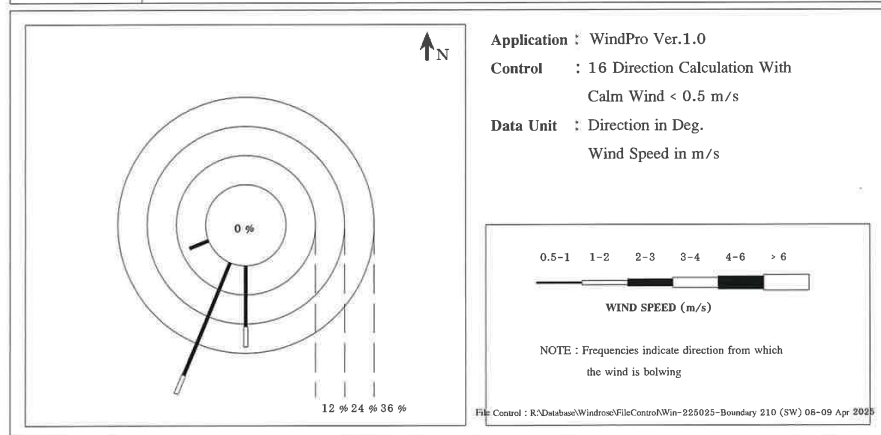 N
0 %
12 % 24 % 36 %
Application : WindPro Ver.1.0
Control : 16 Direction Calculation With
Calm Wind < 0.5 m/s
Data Unit : Direction in Deg.
Wind Speed in m/s
0.5-1 1-2 2-3 3-4 4-6 > 6
WIND SPEED (m/s)
NOTE : Frequencies indicate direction from which
the wind is bolwing
File Control : R:\Database\Windrose\FileControl\Win-225025-Boundary 210 (SW) 08-09 Apr 2025